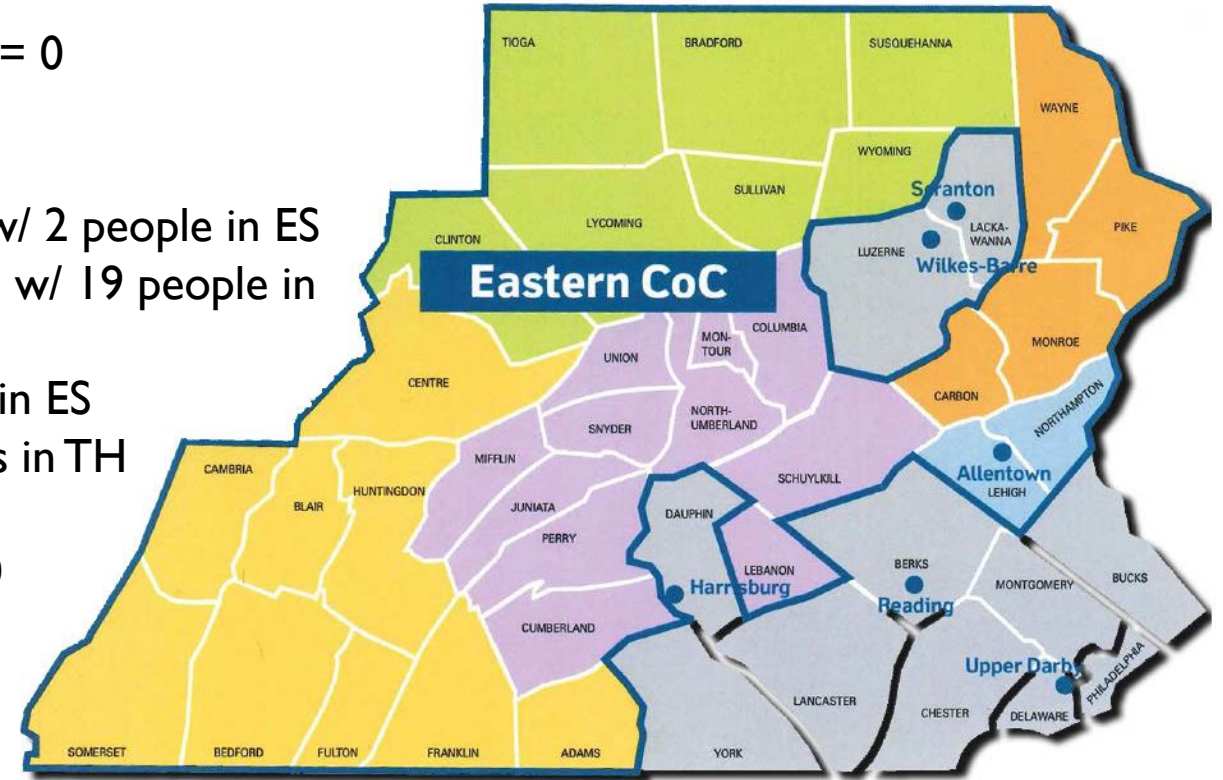 = 0
w/ 2 people in ES
w/ 19 people in
in ES
s in TH
TIOGA
BRADFORD
SUSQUEHANNA
WAYNE
WYOMING
SULLIVAN
Scranton
LYCOMING
CLINTON
LACKA-
WANNA
PIKE
LUZERNE
Wilkes-Barre
Eastern CoC
COLUMBIA
MON-
TOUR
UNION
MONROE
CENTRE
CARBON
NORTHAMPTON
NORTH-
UMBERLAND
SNYDER
MIFFLIN
Allentown
LEHIGH
CAMBRIA
HUNTINGDON
BLAIR
SCHUYLKILL
JUNIATA
DAUPHIN
PERRY
LEBANON
BERKS
MONTGOMERY
BUCKS
Harrisburg
Reading
CUMBERLAND
Upper Darby
PHILADELPHIA
LANCASTER
CHESTER
DELAWARE
SOMERSET
BEDFORD
FULTON
FRANKLIN
ADAMS
YORK